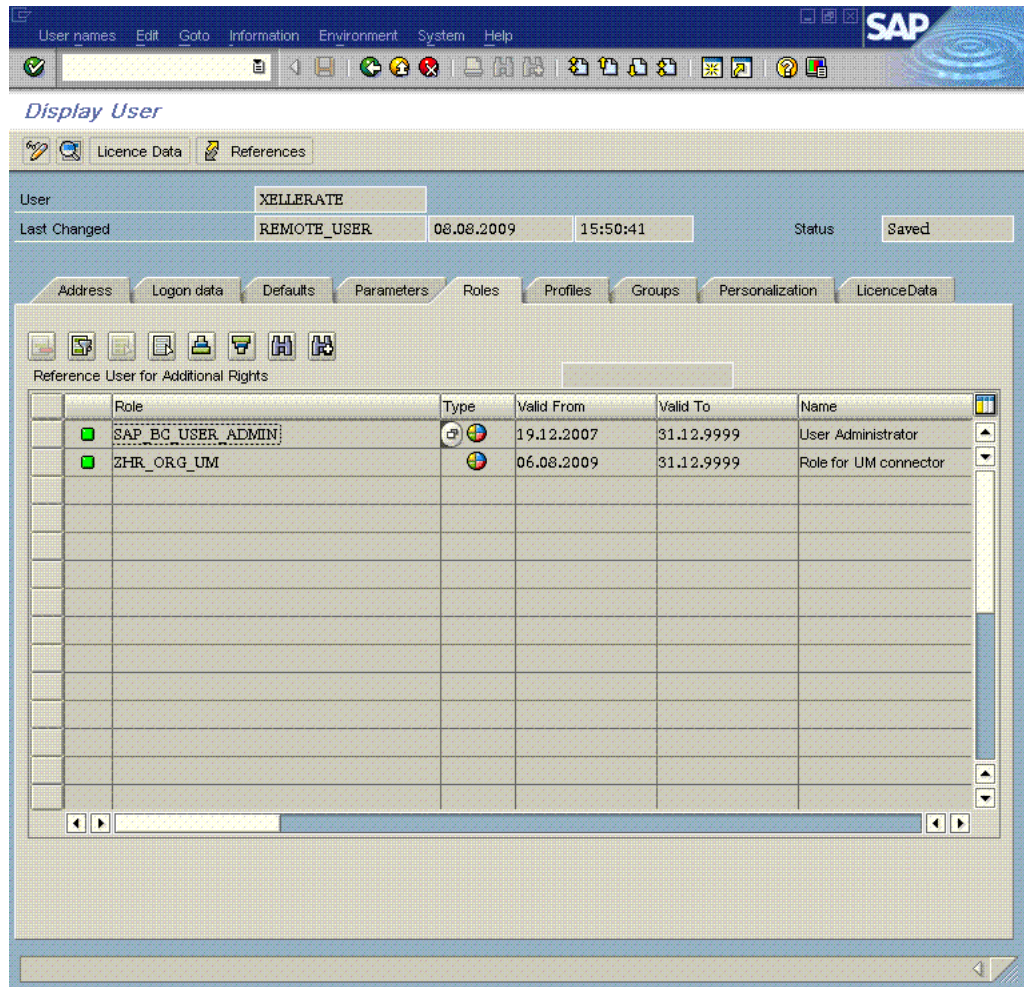 User names Edit Goto Information Environment System Help
SAP
Display User
Licence Data References
User XELLERATE
Last Changed REMOTE_USER 08.08.2009 15:50:41 Status Saved
Address Logon data Defaults Parameters Roles Profiles Groups Personalization LicenceData
Reference User for Additional Rights
Role Type Valid From Valid To Name
SAP_BC_USER_ADMIN 19.12.2007 31.12.9999 User Administrator
ZHR_ORG_UM 06.08.2009 31.12.9999 Role for UM connector